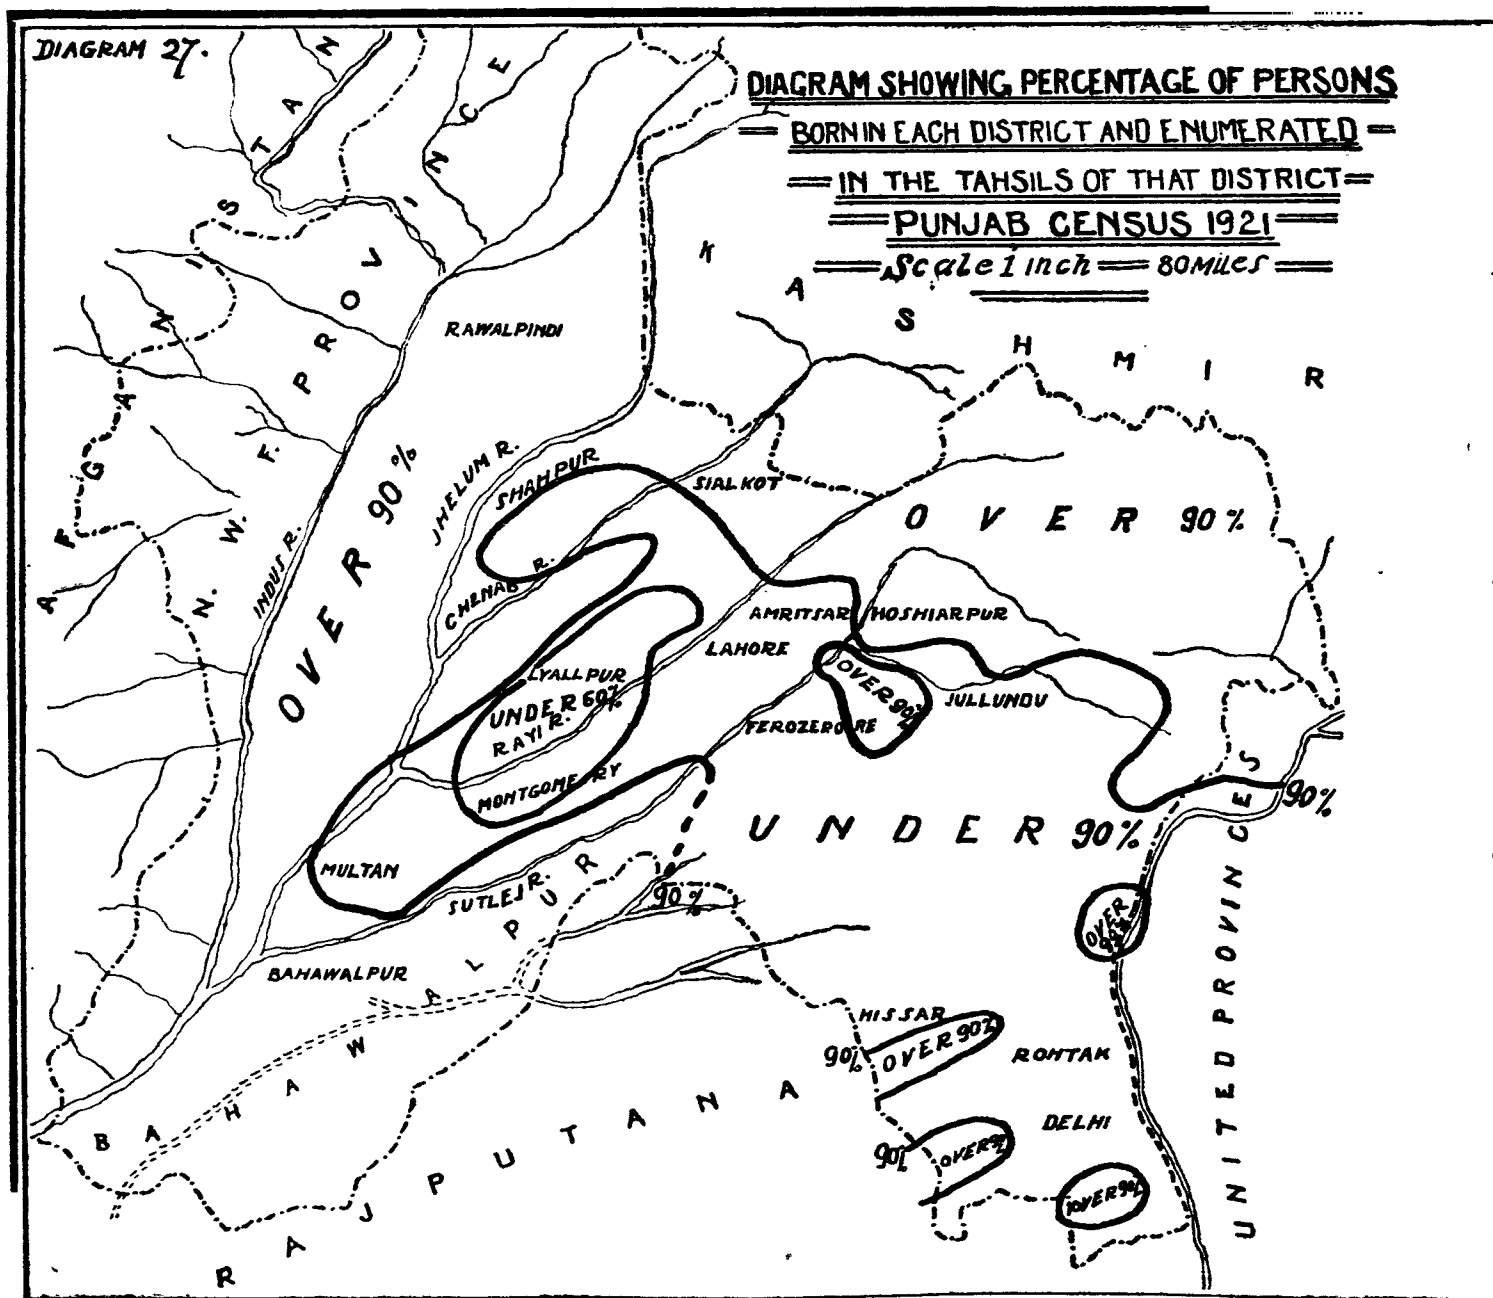 DIAGRAM 27.
DIAGRAM SHOWING PERCENTAGE OF PERSONS
BORN IN EACH DISTRICT AND ENUMERATED
IN THE TAHSILS OF THAT DISTRICT
PUNJAB CENSUS 1921
Scale 1 inch = 80 Miles
AFGANISTAN
N. W. F. PROVINCE
KASHMIR
RAWALPINDI
INDUS R.
OVER 90%
JHELUM R.
SHAHPUR
SIALKOT
OVER 90%
CHENAB R.
AMRITSAR
HOSHIARPUR
LAHORE
LYALLPUR
UNDER 60%
RAVI R.
OVER 90%
JULLUNDU
FEROZEPORE
MONTGOMERY
90%
UNDER 90%
MULTAN
SUTLEJ R.
90%
OVER 90%
BAHAWALPUR
BAHAWALPUR
HISSAR
90%
OVER 90%
ROHTAK
DELHI
90%
OVER 90%
OVER 90%
RAJPUTANA
UNITED PROVINCES